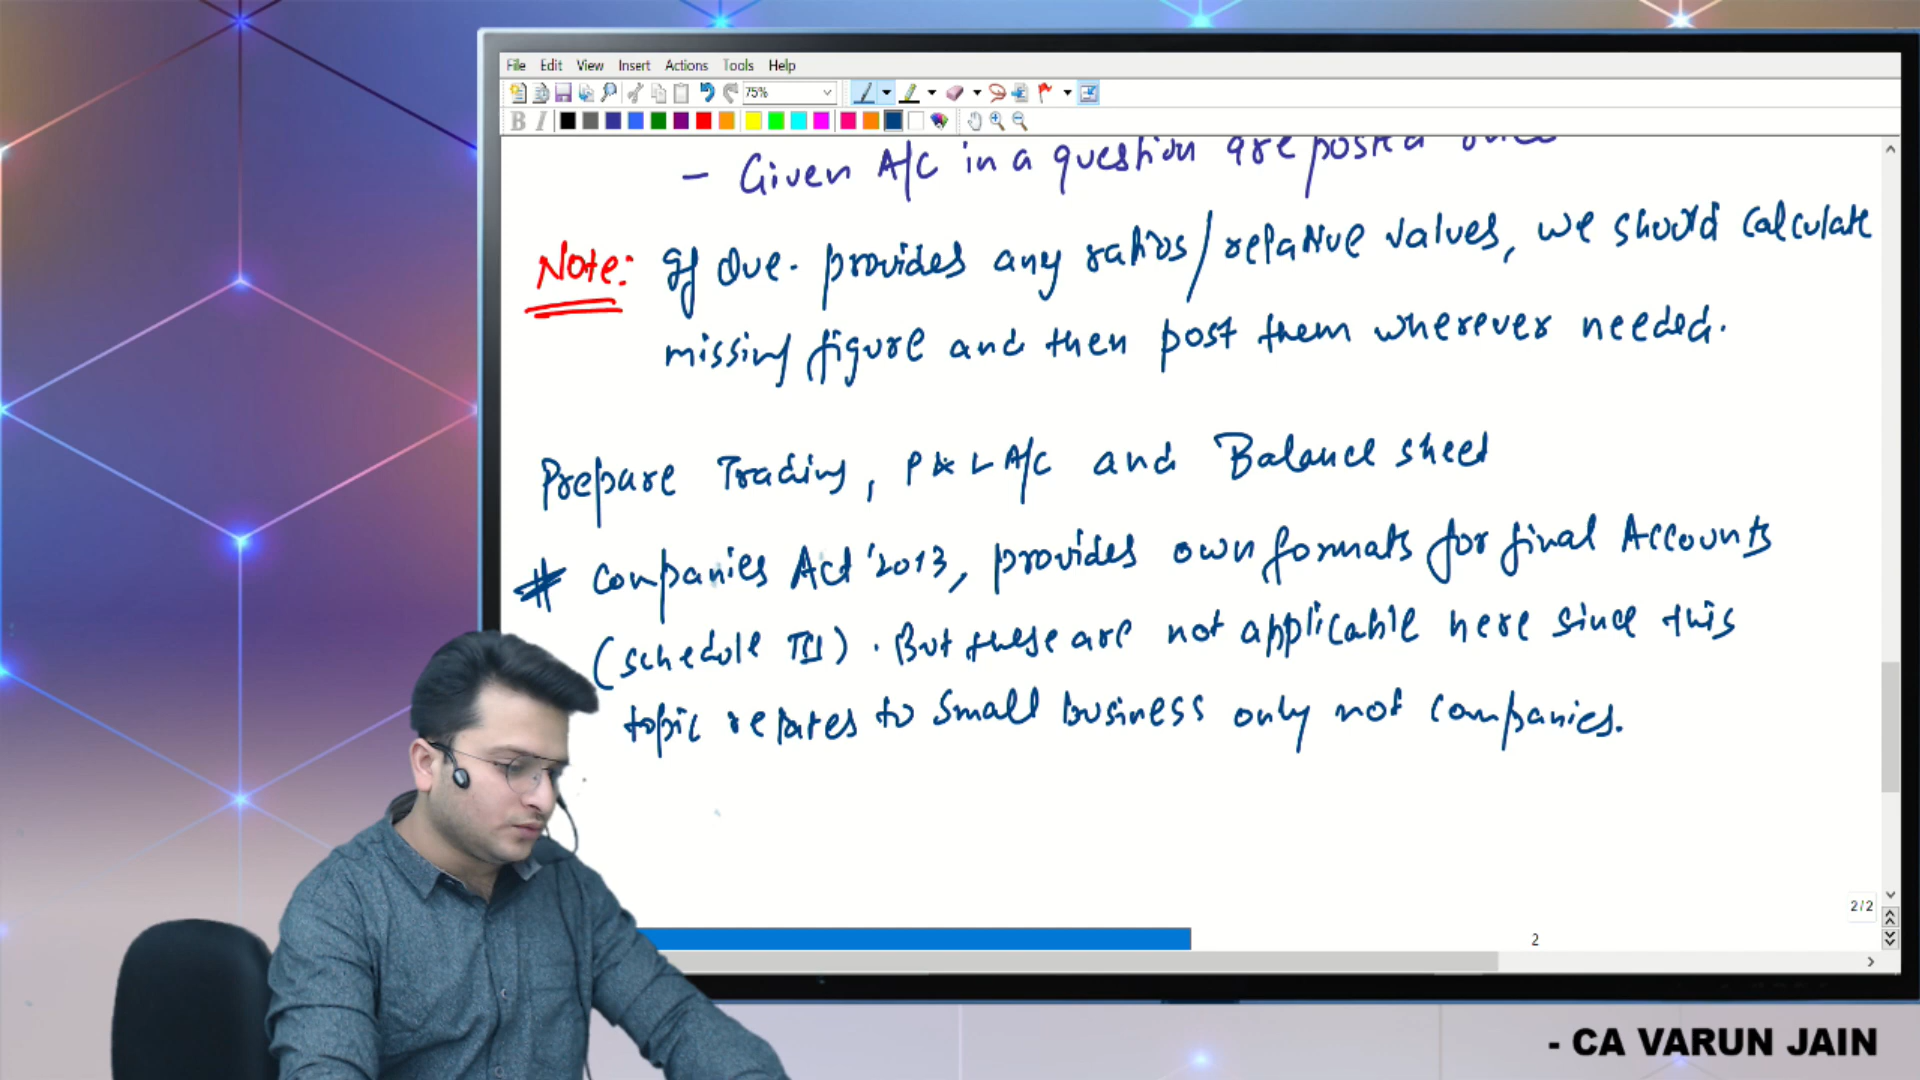 File Edit View Insert Actions Tools Help
75%
B I
- Given A/C in a question are posted
Note: If Que. provides any ratios/relative values, we should calculate
missing figure and then post them wherever needed.
Prepare Trading, P & L A/C and Balance sheet
# Companies Act '2013, provides own formats for final Accounts
(schedule III). But these are not applicable here since this
topic relates to small business only not companies.
2/2
2
- CA VARUN JAIN